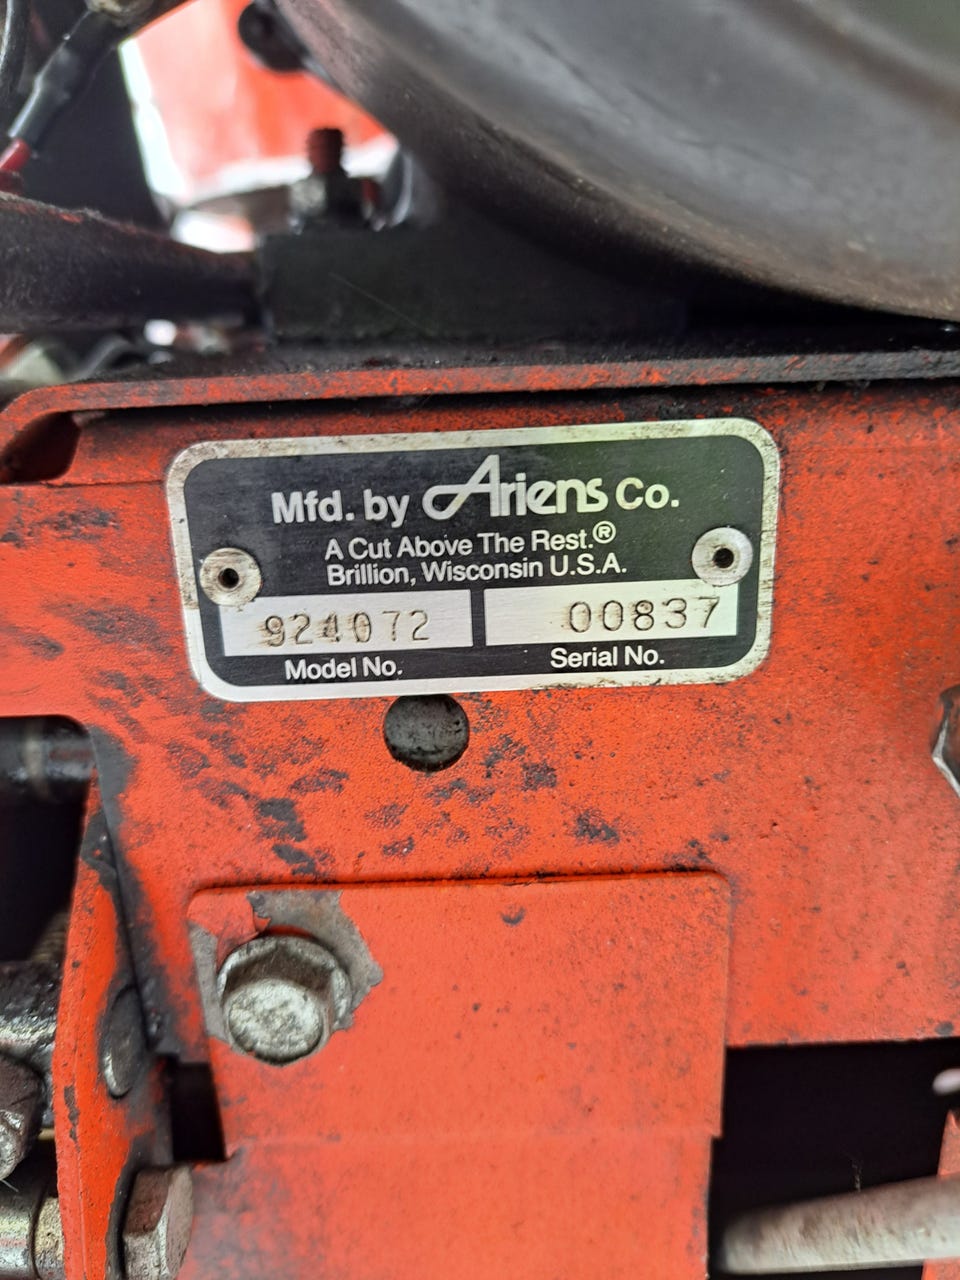 Mfd. by Ariens Co.
A Cut Above The Rest.®
Brillion, Wisconsin U.S.A.
924072 00837
Model No. Serial No.